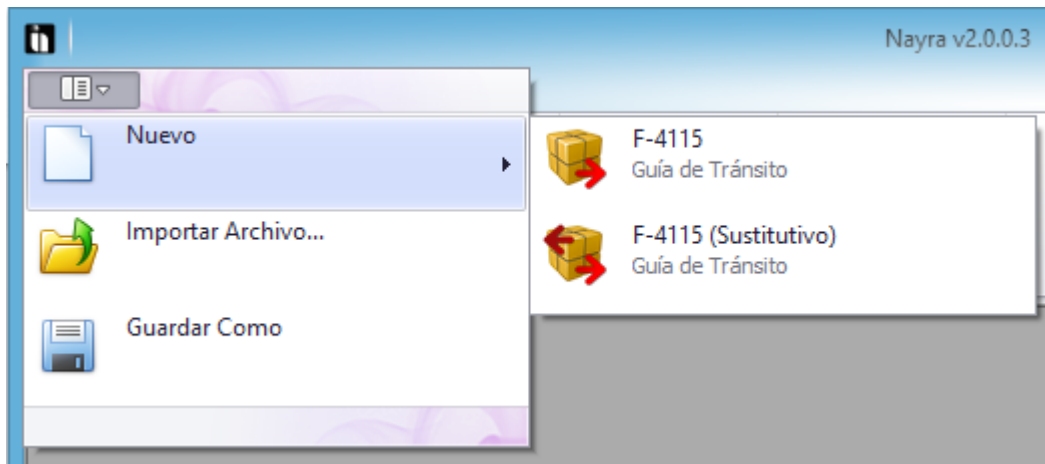 Nayra v2.0.0.3
Nuevo
F-4115
Guía de Tránsito
Importar Archivo...
F-4115 (Sustitutivo)
Guía de Tránsito
Guardar Como